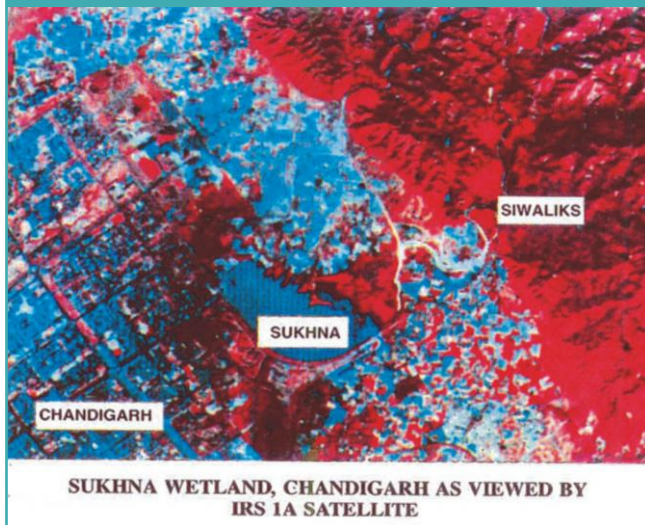 SIWALIKS
SUKHNA
CHANDIGARH
SUKHNA WETLAND, CHANDIGARH AS VIEWED BY
IRS 1A SATELLITE